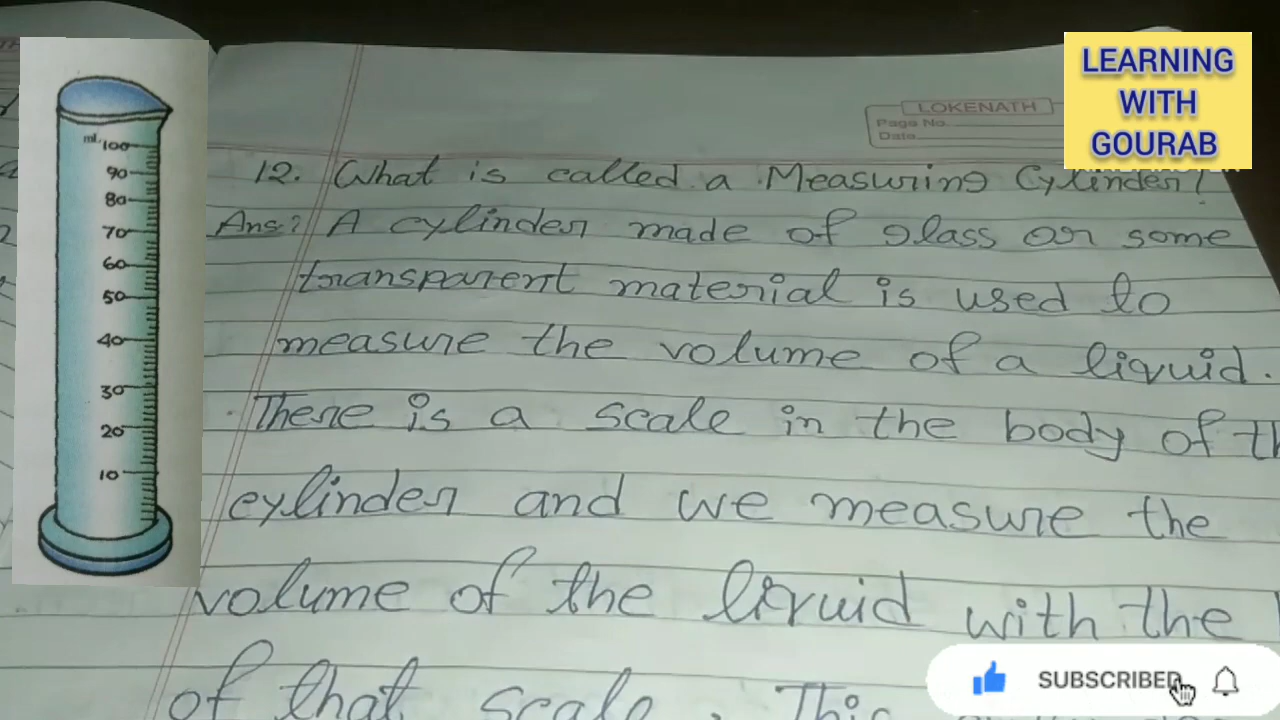 LEARNING
WITH
GOURAB
LOKENATH
Page No.
Date
12. What is called a Measuring Cylinder?
Ans: A cylinder made of glass or some
transparent material is used to
measure the volume of a liquid.
There is a scale in the body of
cylinder and we measure the
volume of the liquid with the
of that scale. This
ml.
100
90
80
70
60
50
40
30
20
10
SUBSCRIBED